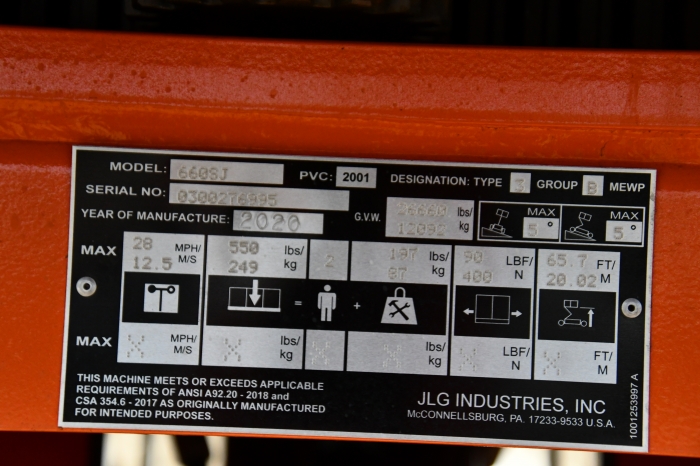 MODEL: 660SJ PVC: 2001 DESIGNATION: TYPE 3 GROUP B MEWP
SERIAL NO: 0300276995
YEAR OF MANUFACTURE: 2020 G.V.W. lbs/ 12092 kg MAX 5° MAX 5°
MAX 28 MPH/ 12.5 M/S 550 lbs/ 249 kg 2 197 lbs/ 87 kg 90 LBF/ 400 N 65.7 FT/ 20.02 M
= +
MAX X MPH/ M/S X lbs/ kg X X lbs/ kg X LBF/ N X FT/ M
THIS MACHINE MEETS OR EXCEEDS APPLICABLE
REQUIREMENTS OF ANSI A92.20 - 2018 and
CSA 354.6 - 2017 AS ORIGINALLY MANUFACTURED
FOR INTENDED PURPOSES.
JLG INDUSTRIES, INC
McCONNELLSBURG, PA. 17233-9533 U.S.A.
1001253997 A